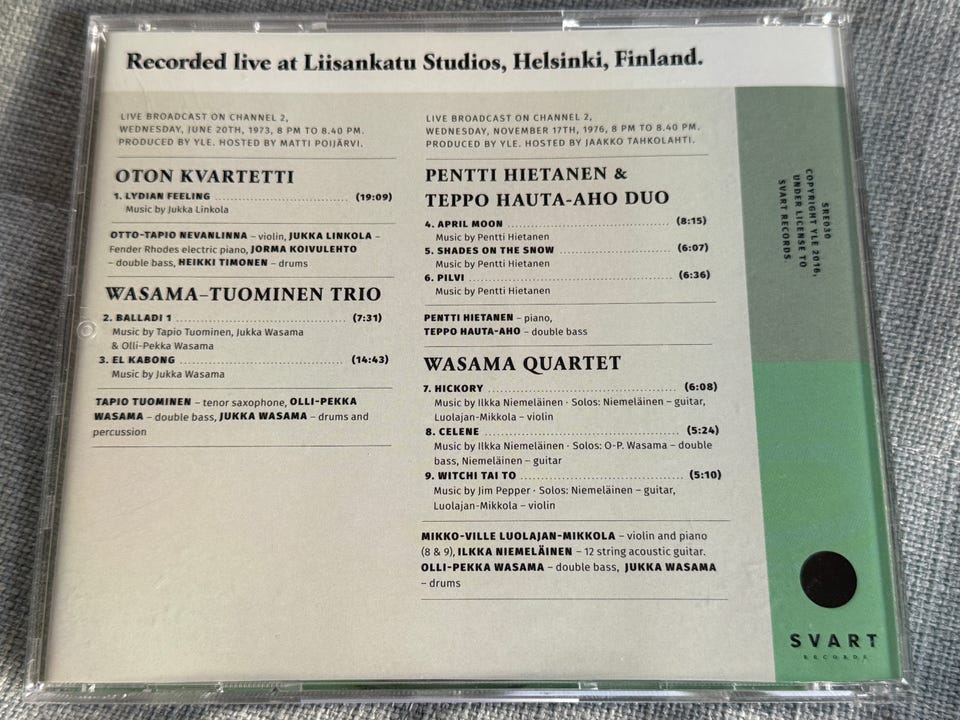 Recorded live at Liisankatu Studios, Helsinki, Finland.
LIVE BROADCAST ON CHANNEL 2,
WEDNESDAY, JUNE 20TH, 1973, 8 PM TO 8.40 PM.
PRODUCED BY YLE. HOSTED BY MATTI POIJÄRVI.
OTON KVARTETTI
1. LYDIAN FEELING (19:09)
Music by Jukka Linkola
OTTO-TAPIO NEVANLINNA – violin, JUKKA LINKOLA –
Fender Rhodes electric piano, JORMA KOIVULEHTO
– double bass, HEIKKI TIMONEN – drums
WASAMA–TUOMINEN TRIO
2. BALLADI 1 (7:31)
Music by Tapio Tuominen, Jukka Wasama
& Olli-Pekka Wasama
3. EL KABONG (14:43)
Music by Jukka Wasama
TAPIO TUOMINEN – tenor saxophone, OLLI-PEKKA
WASAMA – double bass, JUKKA WASAMA – drums and
percussion
LIVE BROADCAST ON CHANNEL 2,
WEDNESDAY, NOVEMBER 17TH, 1976, 8 PM TO 8.40 PM.
PRODUCED BY YLE. HOSTED BY JAAKKO TAHKOLAHTI.
PENTTI HIETANEN &
TEPPO HAUTA-AHO DUO
4. APRIL MOON (8:15)
Music by Pentti Hietanen
5. SHADES ON THE SNOW (6:07)
Music by Pentti Hietanen
6. PILVI (6:36)
Music by Pentti Hietanen
PENTTI HIETANEN – piano,
TEPPO HAUTA-AHO – double bass
WASAMA QUARTET
7. HICKORY (6:08)
Music by Ilkka Niemeläinen · Solos: Niemeläinen – guitar,
Luolajan-Mikkola – violin
8. CELENE (5:24)
Music by Ilkka Niemeläinen · Solos: O-P. Wasama – double
bass, Niemeläinen – guitar
9. WITCHI TAI TO (5:10)
Music by Jim Pepper · Solos: Niemeläinen – guitar,
Luolajan-Mikkola – violin
MIKKO-VILLE LUOLAJAN-MIKKOLA – violin and piano
(8 & 9), ILKKA NIEMELÄINEN – 12 string acoustic guitar.
OLLI-PEKKA WASAMA – double bass, JUKKA WASAMA
– drums
SRE030
COPYRIGHT YLE 2016,
UNDER LICENSE TO
SVART RECORDS.
SVART
RECORDS